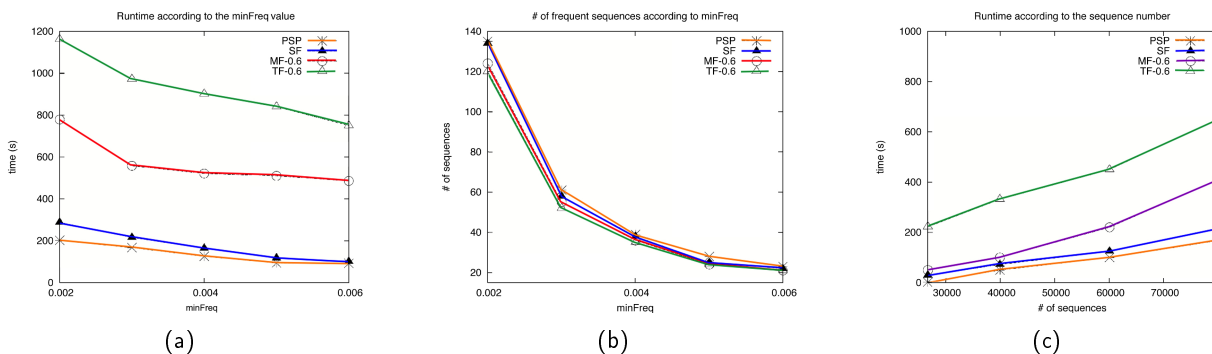 Runtime according to the minFreq value
1200
1000
800
600
400
200
0
0.002
0.004
0.006
time (s)
minFreq
PSP
SF
MF-0.6
TF-0.6
(a)
# of frequent sequences according to minFreq
140
120
100
80
60
40
20
0.002
0.004
0.006
# of sequences
minFreq
PSP
SF
MF-0.6
TF-0.6
(b)
Runtime according to the sequence number
1000
800
600
400
200
0
30000
40000
60000
70000
time (s)
# of sequences
PSP
SF
MF-0.6
TF-0.6
(c)